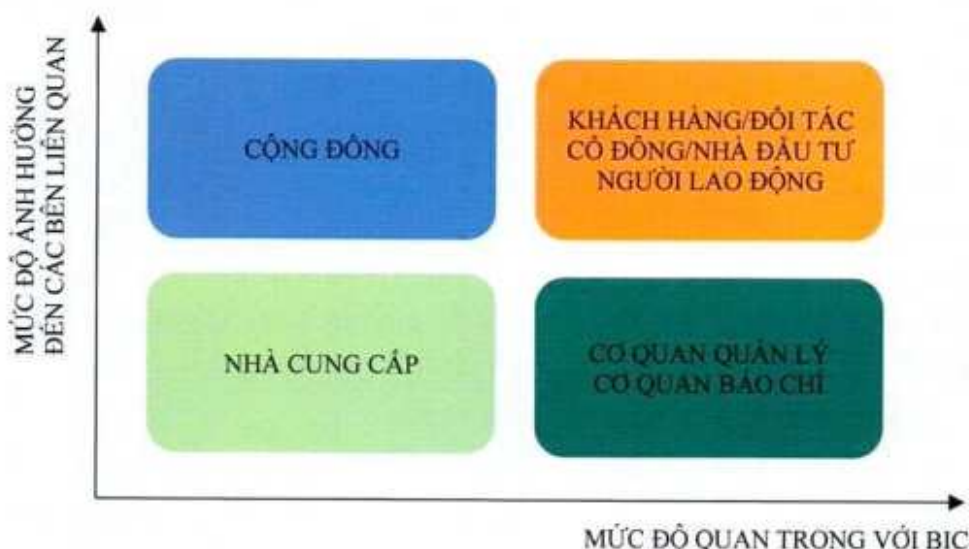 MỨC ĐỘ ẢNH HƯỞNG
ĐẾN CÁC BÊN LIÊN QUAN
CỘNG ĐỒNG
KHÁCH HÀNG/ĐỐI TÁC
CỔ ĐÔNG/NHÀ ĐẦU TƯ
NGƯỜI LAO ĐỘNG
NHÀ CUNG CẤP
CƠ QUAN QUẢN LÝ
CƠ QUAN BÁO CHÍ
MỨC ĐỘ QUAN TRỌNG VỚI BIC